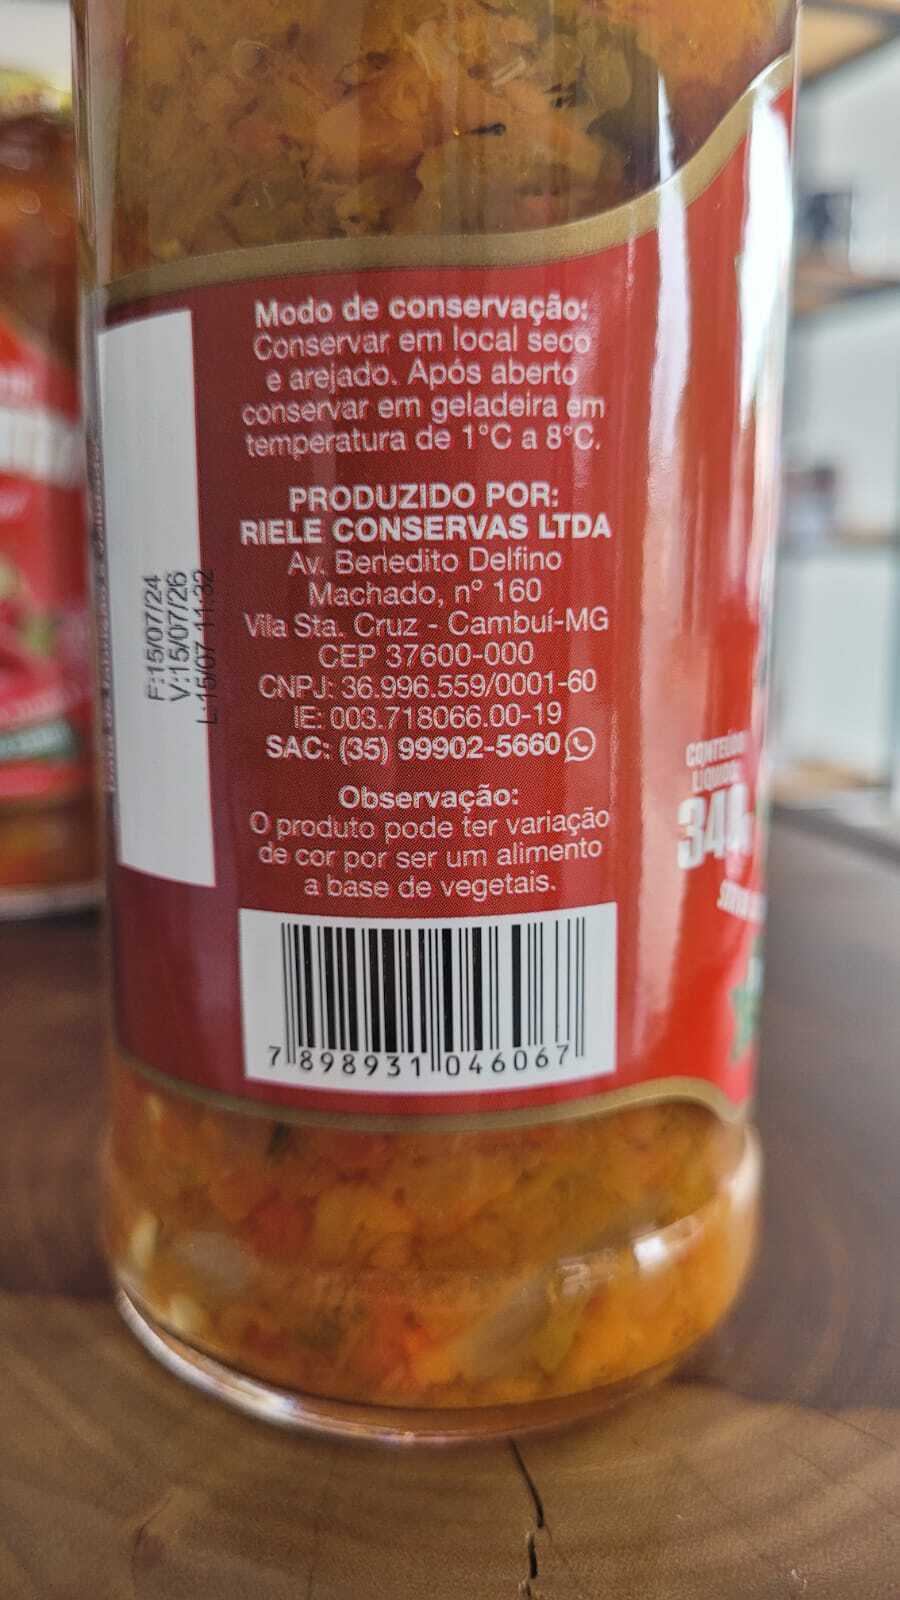 Modo de conservação:
Conservar em local seco
e arejado. Após aberto
conservar em geladeira em
temperatura de 1°C a 8°C.
PRODUZIDO POR:
RIELE CONSERVAS LTDA
Av. Benedito Delfino
Machado, nº 160
Vila Sta. Cruz - Cambuí-MG
CEP 37600-000
CNPJ: 36.996.559/0001-60
IE: 003.718066.00-19
SAC: (35) 99902-5660
Observação:
O produto pode ter variação
de cor por ser um alimento
a base de vegetais.
7 898931 046067
F:15/07/24
V:15/07/26
L:15/07 11:32
CONTEÚDO
LÍQUIDO
340g